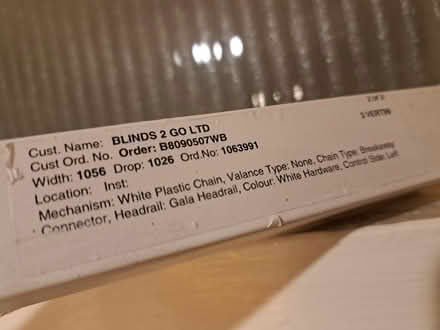 Cust. Name: BLINDS 2 GO LTD
Cust Ord. No. Order: B8090507WB
Width: 1056 Drop: 1026 Ord.No: 1063991
Location: Inst:
Mechanism: White Plastic Chain, Valance Type: None, Chain Type: Breakaway
Connector, Headrail: Gala Headrail, Colour: White Hardware, Control Side: Left